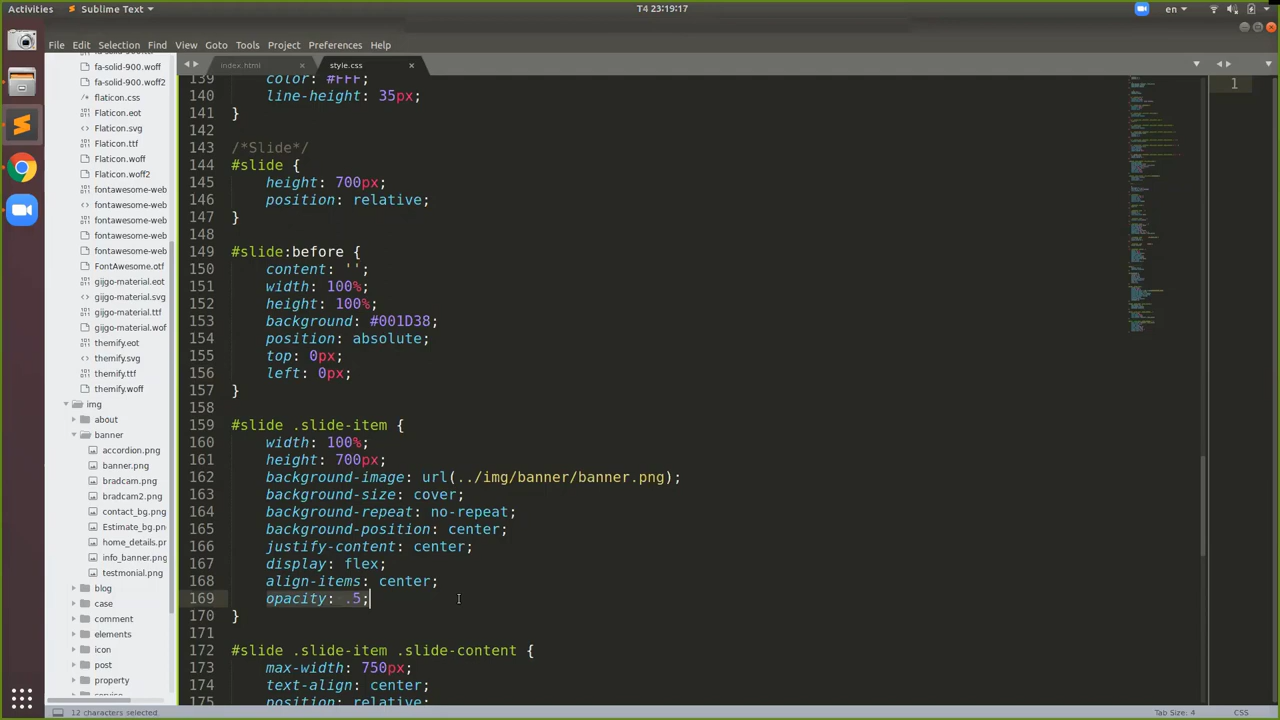 Activities
Sublime Text
T4 23:19:17
en
File Edit Selection Find View Goto Tools Project Preferences Help
index.html
style.css
fa-solid-900.woff
fa-solid-900.woff2
flaticon.css
Flaticon.eot
Flaticon.svg
Flaticon.ttf
Flaticon.woff
Flaticon.woff2
fontawesome-web
fontawesome-web
fontawesome-web
fontawesome-web
fontawesome-web
FontAwesome.otf
gijgo-material.eot
gijgo-material.svg
gijgo-material.ttf
gijgo-material.wof
themify.eot
themify.svg
themify.ttf
themify.woff
img
about
banner
accordion.png
banner.png
bradcam.png
bradcam2.png
contact_bg.pn
Estimate_bg.pn
home_details.pr
info_banner.png
testmonial.png
blog
case
comment
elements
icon
post
property
139 color: #FFF;
140 line-height: 35px;
141 }
142
143 /*Slide*/
144 #slide {
145 height: 700px;
146 position: relative;
147 }
148
149 #slide:before {
150 content: '';
151 width: 100%;
152 height: 100%;
153 background: #001D38;
154 position: absolute;
155 top: 0px;
156 left: 0px;
157 }
158
159 #slide .slide-item {
160 width: 100%;
161 height: 700px;
162 background-image: url(../img/banner/banner.png);
163 background-size: cover;
164 background-repeat: no-repeat;
165 background-position: center;
166 justify-content: center;
167 display: flex;
168 align-items: center;
169 opacity: .5;
170 }
171
172 #slide .slide-item .slide-content {
173 max-width: 750px;
174 text-align: center;
175 position: relative;
1
12 characters selected
Tab Size: 4
CSS